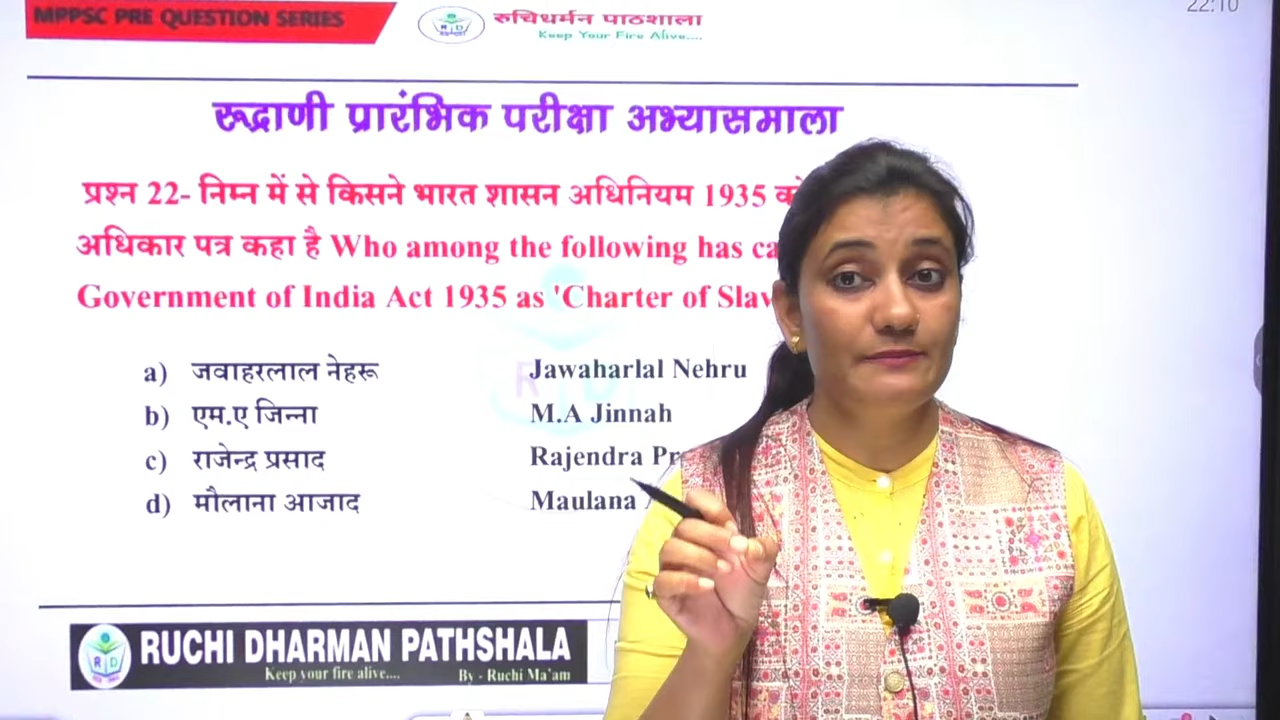 MPPSC PRE QUESTION SERIES
RD
रुचिधर्मन पाठशाला
Keep Your Fire Alive....
22:10
रूद्राणी प्रारंभिक परीक्षा अभ्यासमाला
प्रश्न 22- निम्न में से किसने भारत शासन अधिनियम 1935
अधिकार पत्र कहा है Who among the following has
Government of India Act 1935 as 'Charter of
a) जवाहरलाल नेहरू Jawaharlal Nehru
b) एम.ए जिन्ना M.A Jinnah
c) राजेन्द्र प्रसाद Rajendra
d) मौलाना आजाद Maulana
RD
RUCHI DHARMAN PATHSHALA
Keep your fire alive.... By - Ruchi Ma'am